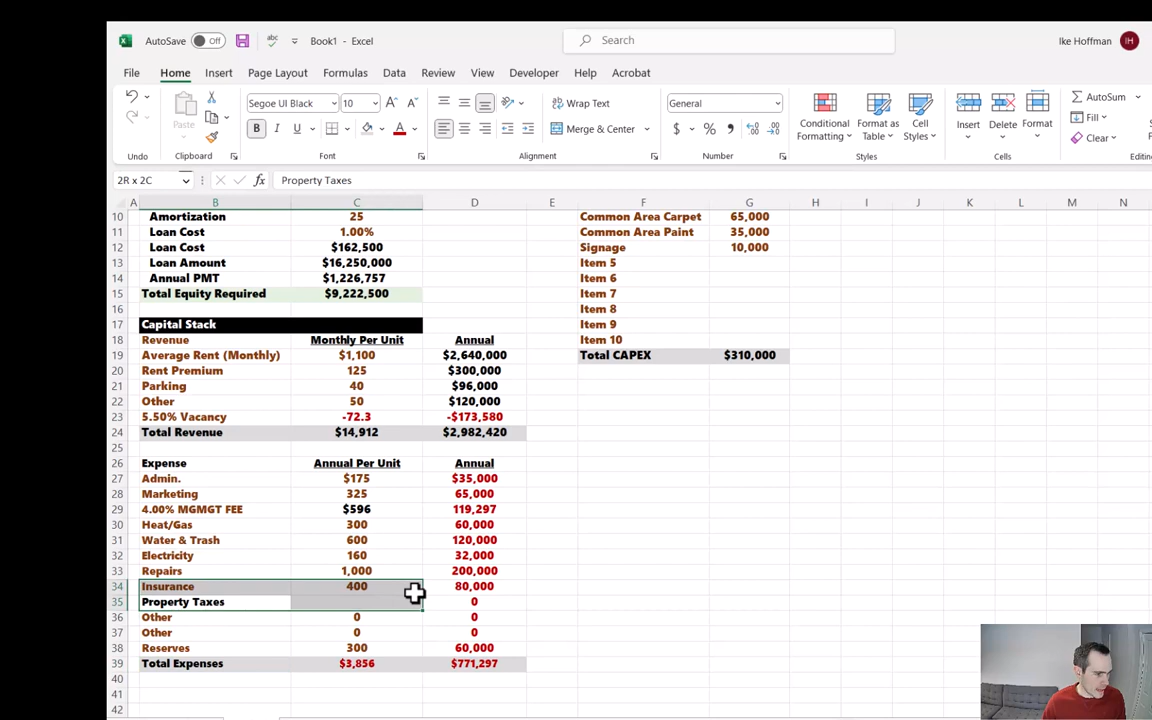 AutoSave Off Book1 - Excel Search Ike Hoffman IH
File Home Insert Page Layout Formulas Data Review View Developer Help Acrobat
Segoe UI Black 10 Wrap Text General AutoSum
Paste Merge & Center Conditional Formatting Format as Table Cell Styles Insert Delete Format Fill Clear
Undo Clipboard Font Alignment Number Styles Cells Editing
2R x 2C Property Taxes
A B C D E F G H I J K L M N
10 Amortization 25 Common Area Carpet 65,000
11 Loan Cost 1.00% Common Area Paint 35,000
12 Loan Cost $162,500 Signage 10,000
13 Loan Amount $16,250,000 Item 5
14 Annual PMT $1,226,757 Item 6
15 Total Equity Required $9,222,500 Item 7
16 Item 8
17 Capital Stack Item 9
18 Revenue Monthly Per Unit Annual Item 10
19 Average Rent (Monthly) $1,100 $2,640,000 Total CAPEX $310,000
20 Rent Premium 125 $300,000
21 Parking 40 $96,000
22 Other 50 $120,000
23 5.50% Vacancy -72.3 -$173,580
24 Total Revenue $14,912 $2,982,420
25
26 Expense Annual Per Unit Annual
27 Admin. $175 $35,000
28 Marketing 325 65,000
29 4.00% MGMT FEE $596 119,297
30 Heat/Gas 300 60,000
31 Water & Trash 600 120,000
32 Electricity 160 32,000
33 Repairs 1,000 200,000
34 Insurance 400 80,000
35 Property Taxes 0
36 Other 0 0
37 Other 0 0
38 Reserves 300 60,000
39 Total Expenses $3,856 $771,297
40
41
42